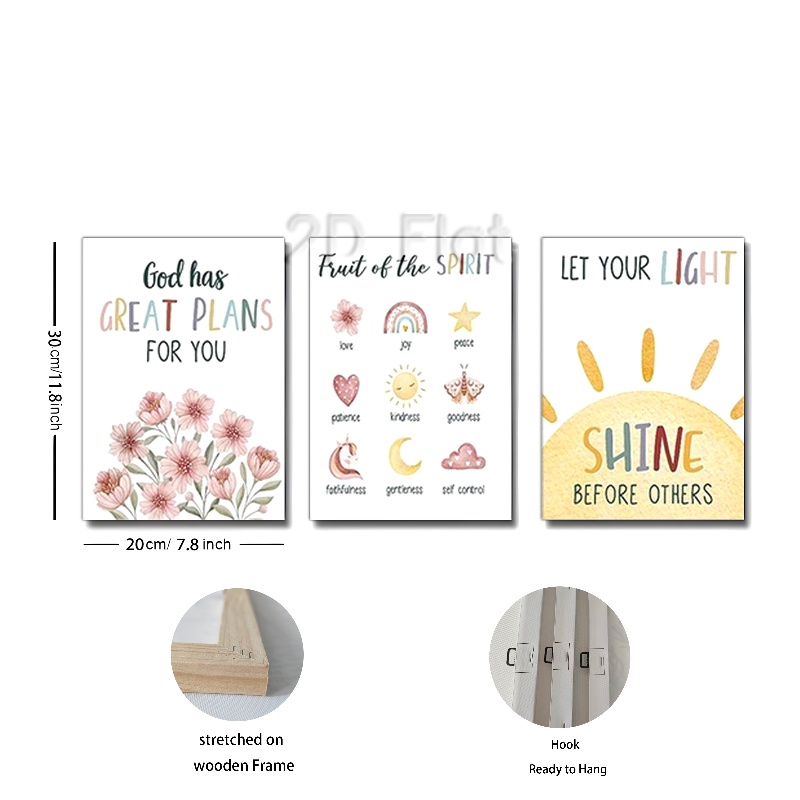 2D Flat
God has
GREAT PLANS
FOR YOU
Fruit of the SPIRIT
love joy peace
patience kindness goodness
faithfulness gentleness self control
LET YOUR LIGHT
SHINE
BEFORE OTHERS
30cm/11.8inch
20cm/ 7.8 inch
stretched on
wooden Frame
Hook
Ready to Hang